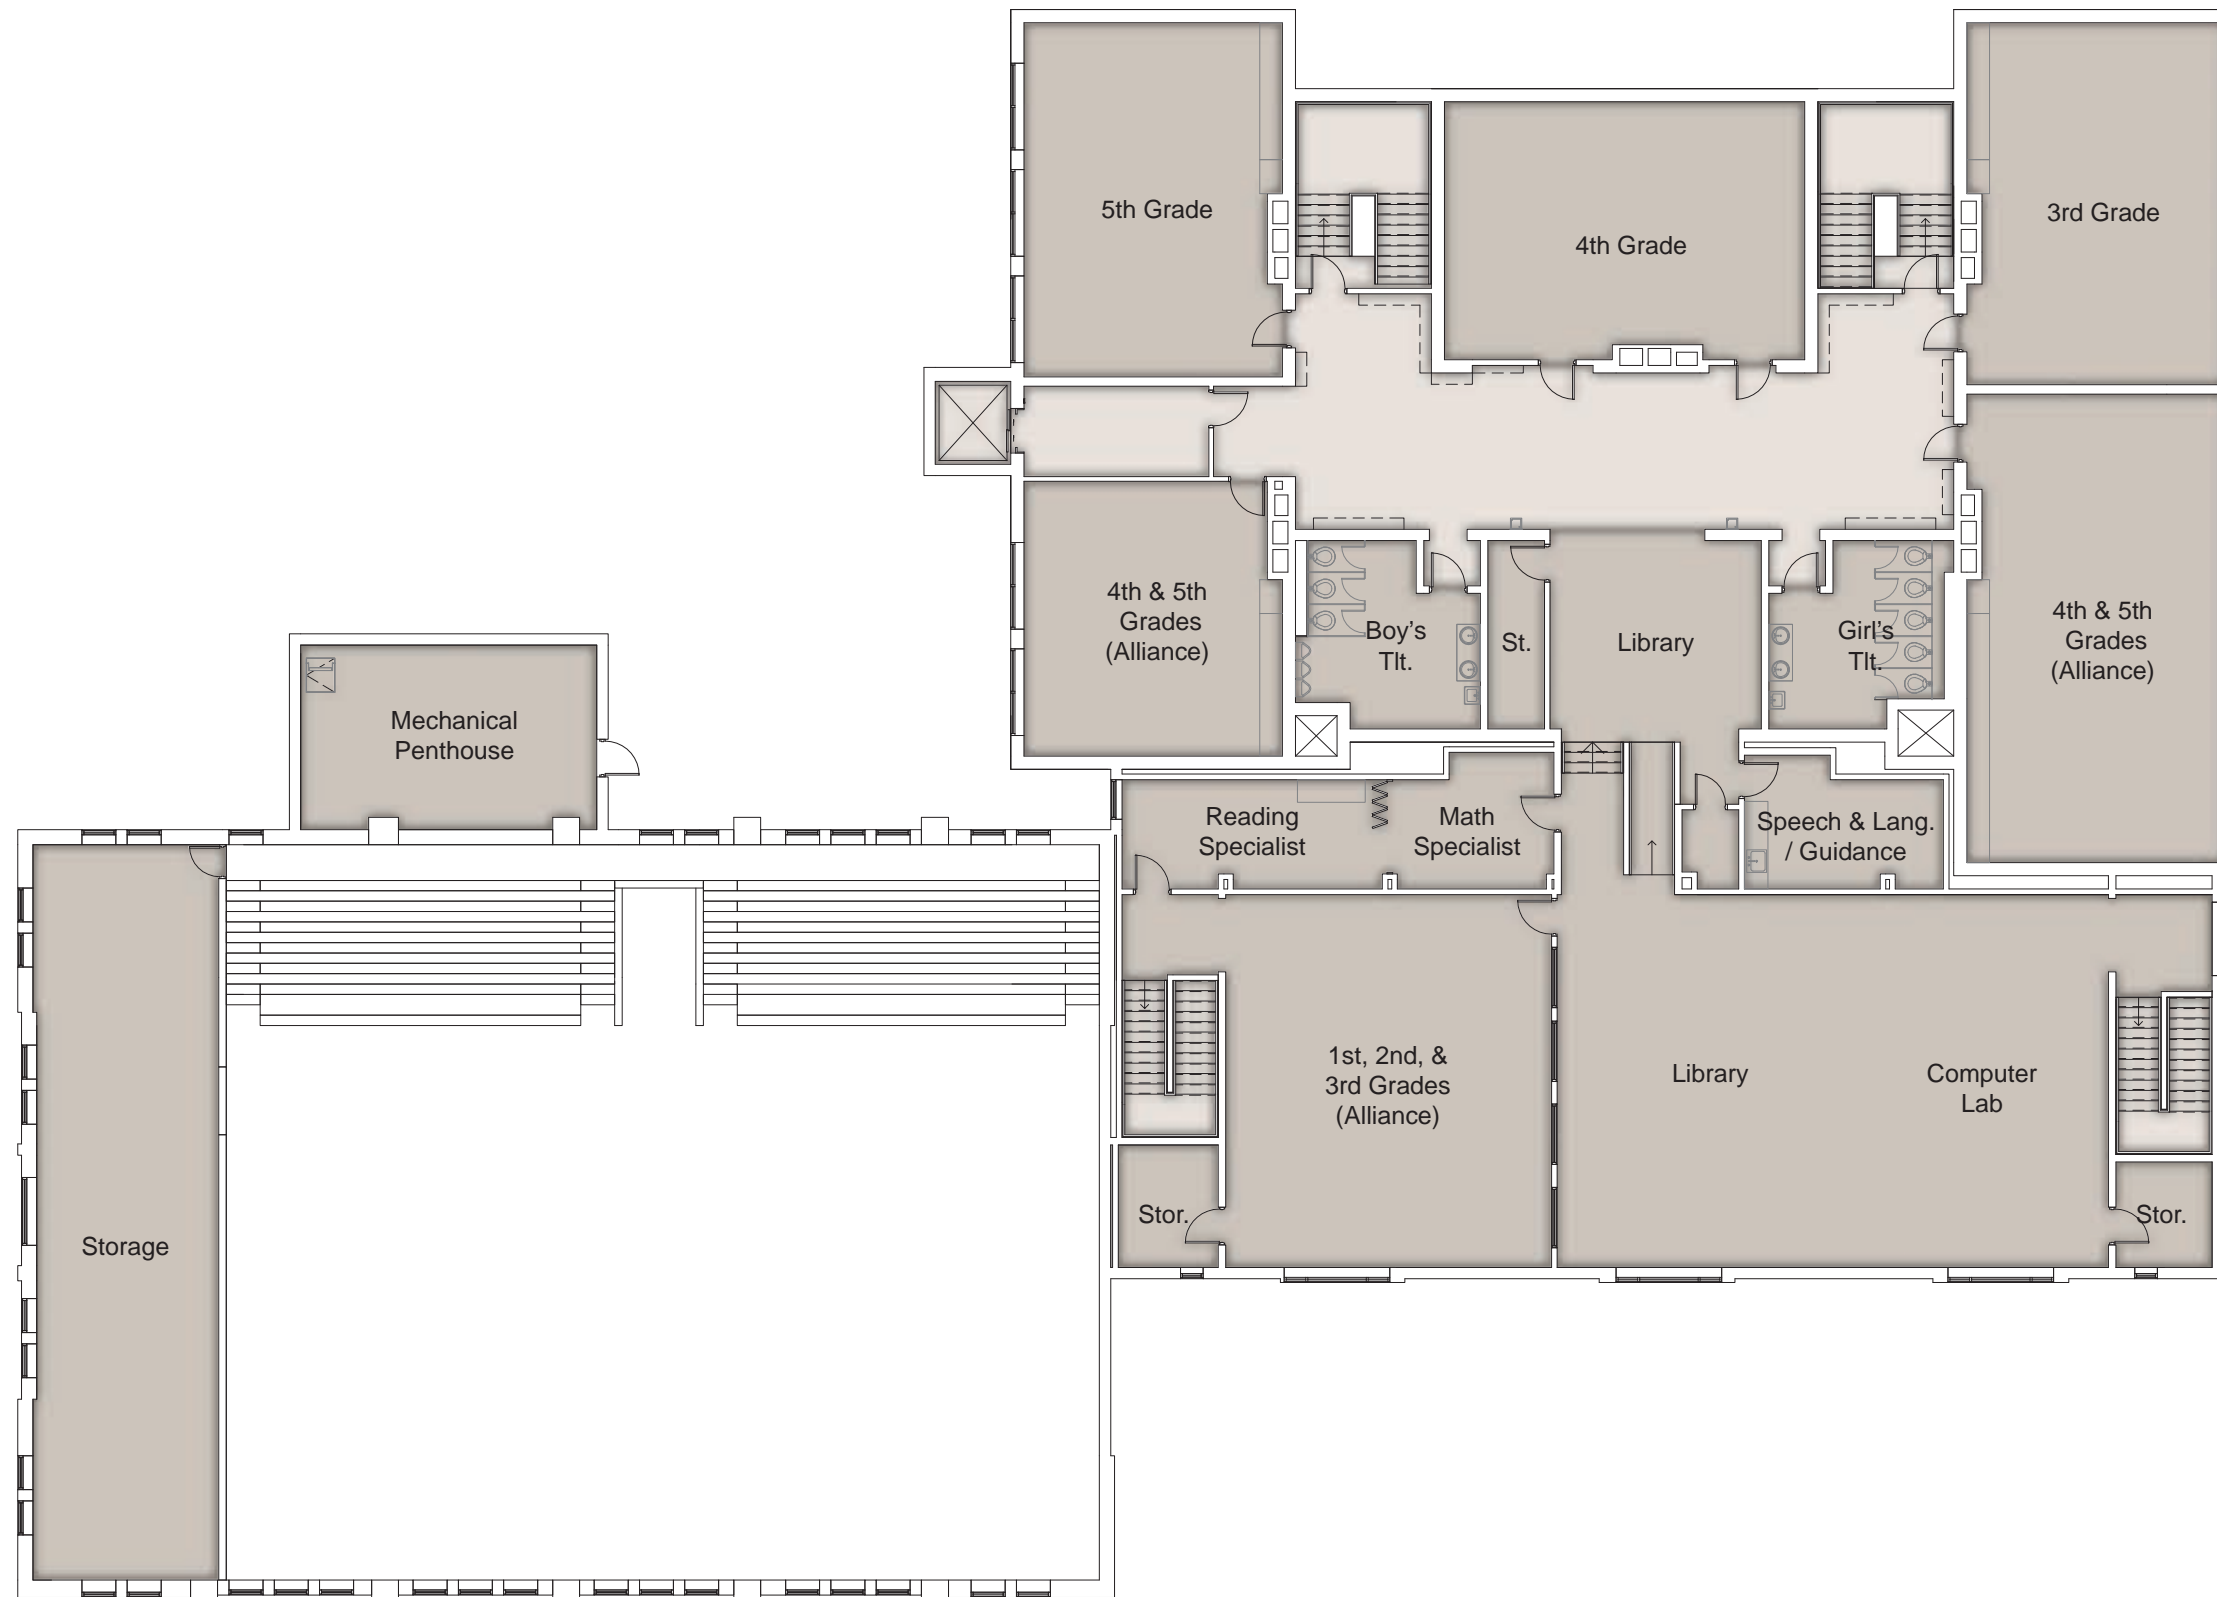 5th Grade
4th Grade
3rd Grade
4th & 5th
Grades
(Alliance)
Boy's
Tlt.
St.
Library
Girl's
Tlt.
4th & 5th
Grades
(Alliance)
Mechanical
Penthouse
Reading
Specialist
Math
Specialist
Speech & Lang.
/ Guidance
1st, 2nd, &
3rd Grades
(Alliance)
Library
Computer
Lab
Stor.
Stor.
Storage